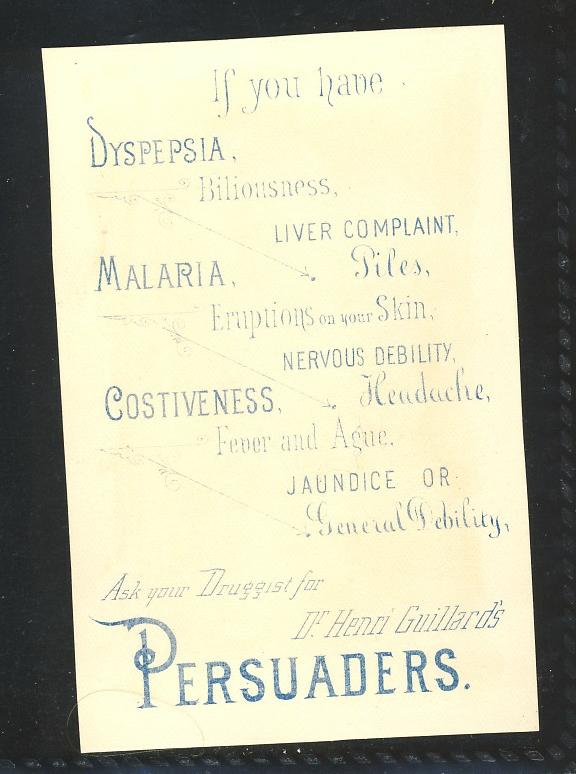 If you have
DYSPEPSIA,
Biliousness,
LIVER COMPLAINT,
Piles,
MALARIA,
Eruptions on your Skin,
NERVOUS DEBILITY,
Headache,
COSTIVENESS,
Fever and Ague,
JAUNDICE OR
General Debility,
Ask your Druggist for
Dr Henri Guillard's
PERSUADERS.